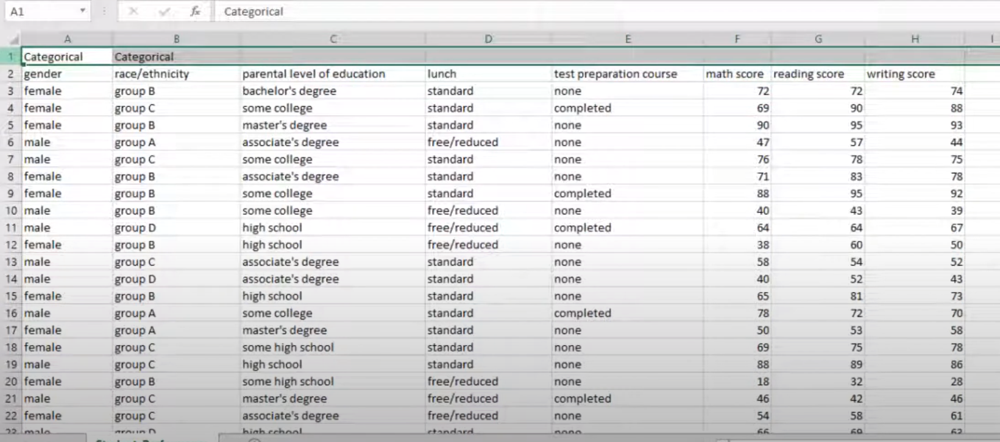 A1 fx Categorical
A B C D E F G H I
1 Categorical Categorical
2 gender race/ethnicity parental level of education lunch test preparation course math score reading score writing score
3 female group B bachelor's degree standard none 72 72 74
4 female group C some college standard completed 69 90 88
5 female group B master's degree standard none 90 95 93
6 male group A associate's degree free/reduced none 47 57 44
7 male group C some college standard none 76 78 75
8 female group B associate's degree standard none 71 83 78
9 female group B some college standard completed 88 95 92
10 male group B some college free/reduced none 40 43 39
11 male group D high school free/reduced completed 64 64 67
12 female group B high school free/reduced none 38 60 50
13 male group C associate's degree standard none 58 54 52
14 male group D associate's degree standard none 40 52 43
15 female group B high school standard none 65 81 73
16 male group A some college standard completed 78 72 70
17 female group A master's degree standard none 50 53 58
18 female group C some high school standard none 69 75 78
19 male group C high school standard none 88 89 86
20 female group B some high school free/reduced none 18 32 28
21 male group C master's degree free/reduced completed 46 42 46
22 female group C associate's degree free/reduced none 54 58 61
23 male group D high school standard none 66 69 63